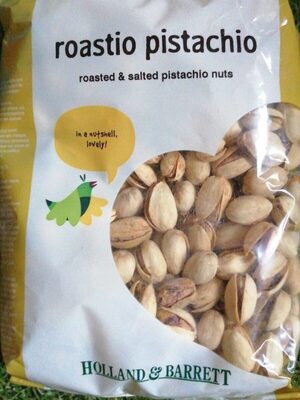 roastio pistachio
roasted & salted pistachio nuts
in a nutshell,
lovely!
HOLLAND & BARRETT